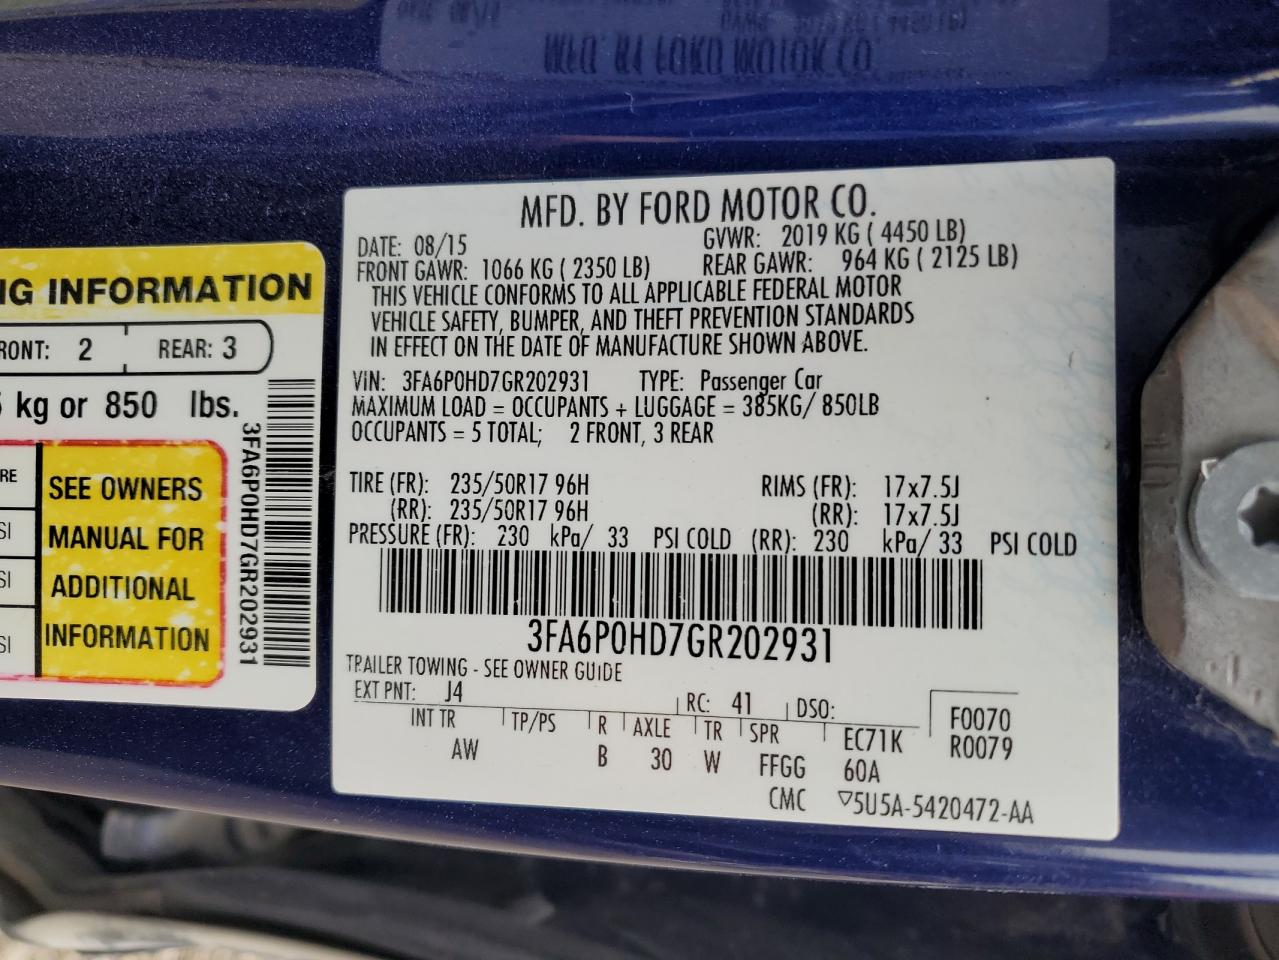 MFD. BY FORD MOTOR CO.
DATE: 08/15 GVWR: 2019 KG ( 4450 LB)
FRONT GAWR: 1066 KG ( 2350 LB) REAR GAWR: 964 KG ( 2125 LB)
THIS VEHICLE CONFORMS TO ALL APPLICABLE FEDERAL MOTOR
VEHICLE SAFETY, BUMPER, AND THEFT PREVENTION STANDARDS
IN EFFECT ON THE DATE OF MANUFACTURE SHOWN ABOVE.
VIN: 3FA6P0HD7GR202931 TYPE: Passenger Car
MAXIMUM LOAD = OCCUPANTS + LUGGAGE = 385KG/ 850LB
OCCUPANTS = 5 TOTAL; 2 FRONT, 3 REAR
TIRE (FR): 235/50R17 96H RIMS (FR): 17x7.5J
(RR): 235/50R17 96H (RR): 17x7.5J
PRESSURE (FR): 230 kPa/ 33 PSI COLD (RR): 230 kPa/ 33 PSI COLD
3FA6P0HD7GR202931
TRAILER TOWING - SEE OWNER GUIDE
EXT PNT: J4 RC: 41 DSO:
INT TR TP/PS R AXLE TR SPR EC71K
AW B 30 W FFGG 60A
F0070
R0079
CMC ▽5U5A-5420472-AA
INFORMATION
2 REAR: 3
kg or 850 lbs.
SEE OWNERS
MANUAL FOR
ADDITIONAL
INFORMATION
3FA6P0HD7GR202931